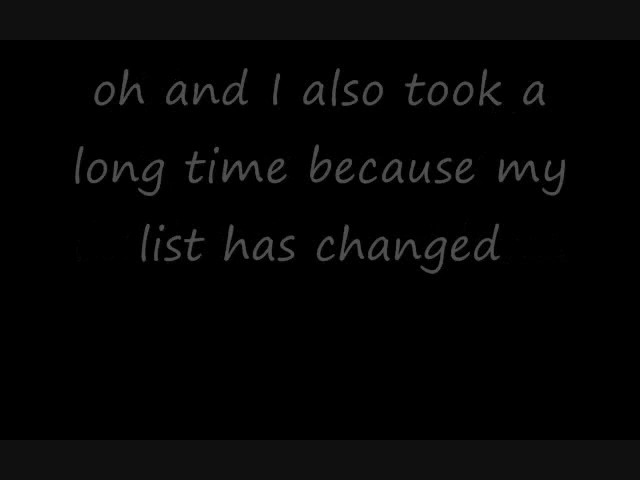 oh and I also took a
long time because my
list has changed